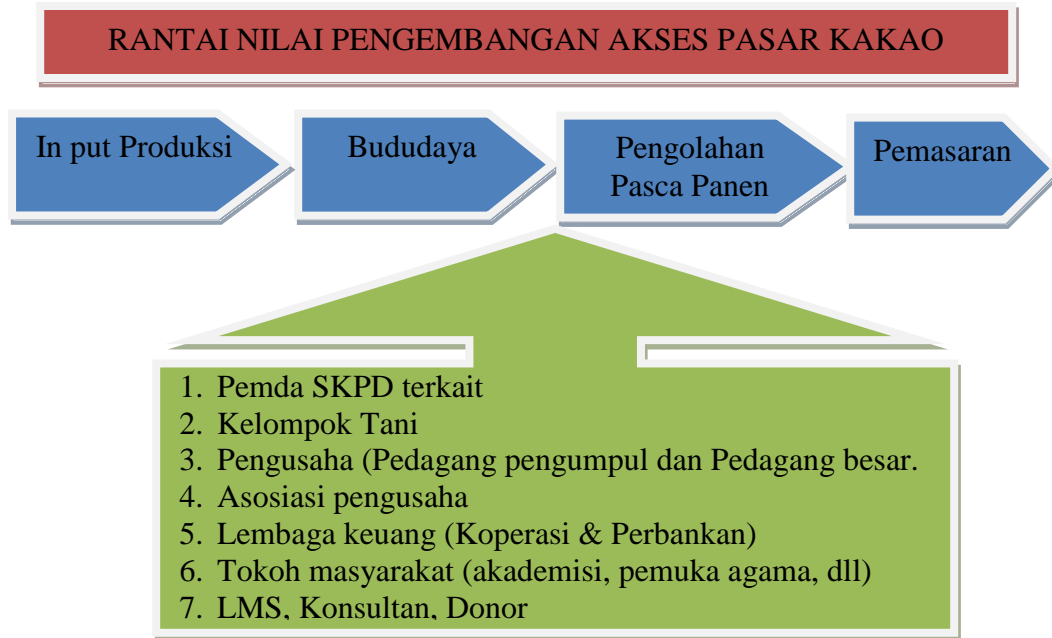 RANTAI NILAI PENGEMBANGAN AKSES PASAR KAKAO
In put Produksi
Bududaya
Pengolahan
Pasca Panen
Pemasaran
1. Pemda SKPD terkait
2. Kelompok Tani
3. Pengusaha (Pedagang pengumpul dan Pedagang besar.
4. Asosiasi pengusaha
5. Lembaga keuang (Koperasi & Perbankan)
6. Tokoh masyarakat (akademisi, pemuka agama, dll)
7. LMS, Konsultan, Donor